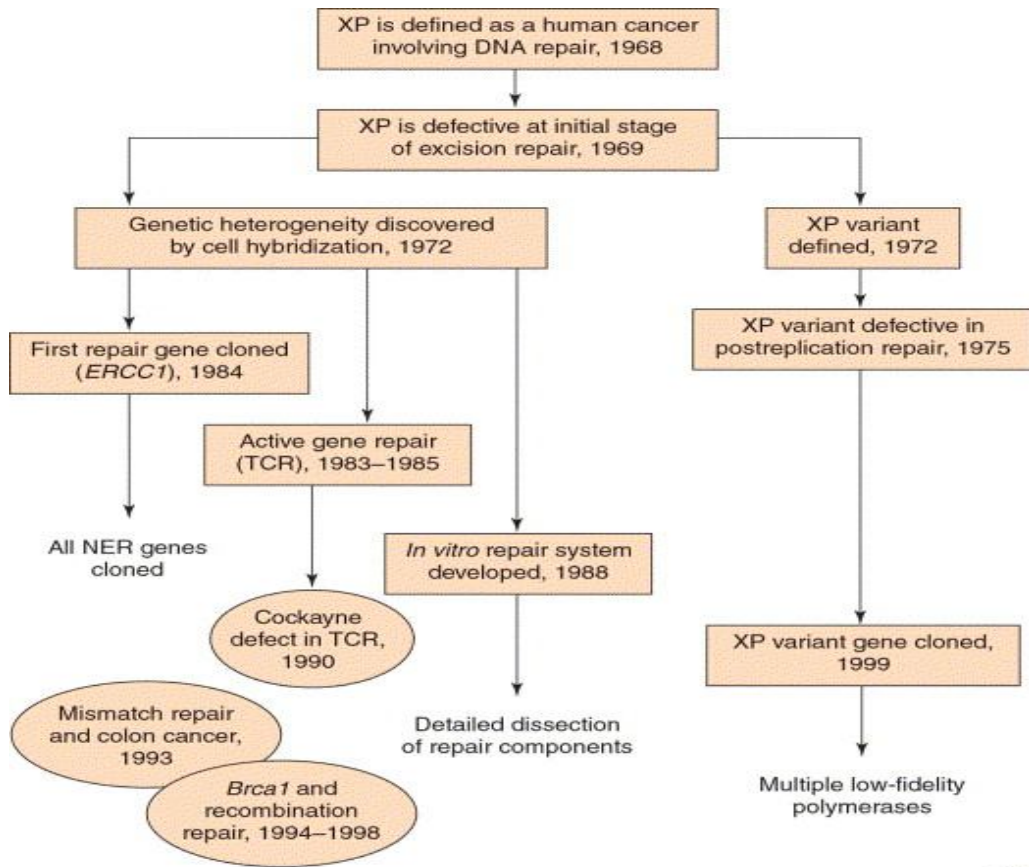 XP is defined as a human cancer
involving DNA repair, 1968
XP is defective at initial stage
of excision repair, 1969
Genetic heterogeneity discovered
by cell hybridization, 1972
XP variant
defined, 1972
First repair gene cloned
(ERCC1), 1984
XP variant defective in
postreplication repair, 1975
Active gene repair
(TCR), 1983–1985
All NER genes
cloned
In vitro repair system
developed, 1988
Cockayne
defect in TCR,
1990
XP variant gene cloned,
1999
Mismatch repair
and colon cancer,
1993
Detailed dissection
of repair components
Brca1 and
recombination
repair, 1994–1998
Multiple low-fidelity
polymerases